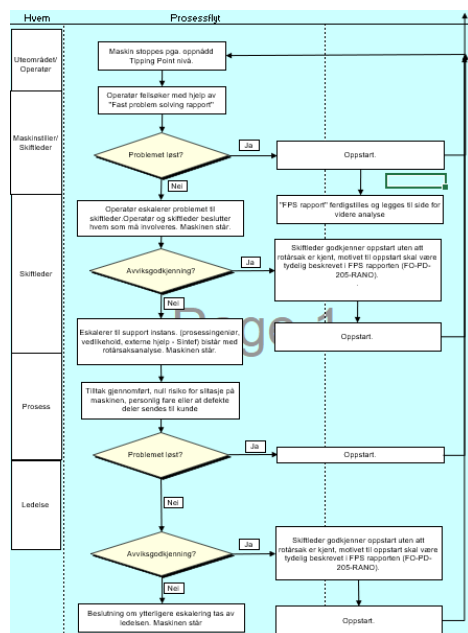 Hvem
Prosessflyt
Uteområdet/
Operatør
Maskin stoppes pga. oppnådd
Tipping Point nivå.
Operatør feilsøker med hjelp av
"Fast problem solving rapport"
Maskinstiller/
Skiftleder
Problemet løst?
Ja
Oppstart.
Nei
Operatør eskalerer problemet til
skiftleder.Operatør og skiftleder beslutter
hvem som må involveres. Maskinen står.
"FPS rapport" ferdigstilles og legges til side for
videre analyse
Skiftleder
Avviksgodkjenning?
Ja
Skiftleder godkjenner oppstart uten att
rotårsak er kjent, motivet til oppstart skal være
tydelig beskrevet i FPS rapporten (FO-PD-
205-RANO).
.
Nei
Page 1
Eskalerer til support instans. (prosessingeniør,
vedlikehold, externe hjelp - Sintef) bistår med
rotårsaksanalyse. Maskinen står.
Oppstart.
Prosess
Tilltak gjennomført, null risiko for slitasje på
maskinen, personlig fare eller at defekte
deler sendes til kunde
Problemet løst?
Ja
Oppstart.
Nei
Ledelse
Avviksgodkjenning?
Ja
Skiftleder godkjenner oppstart uten att
rotårsak er kjent, motivet til oppstart skal være
tydelig beskrevet i FPS rapporten (FO-PD-
205-RANO).
Nei
Beslutning om ytterligere eskalering tas av
ledelsen. Maskinen står
Oppstart.